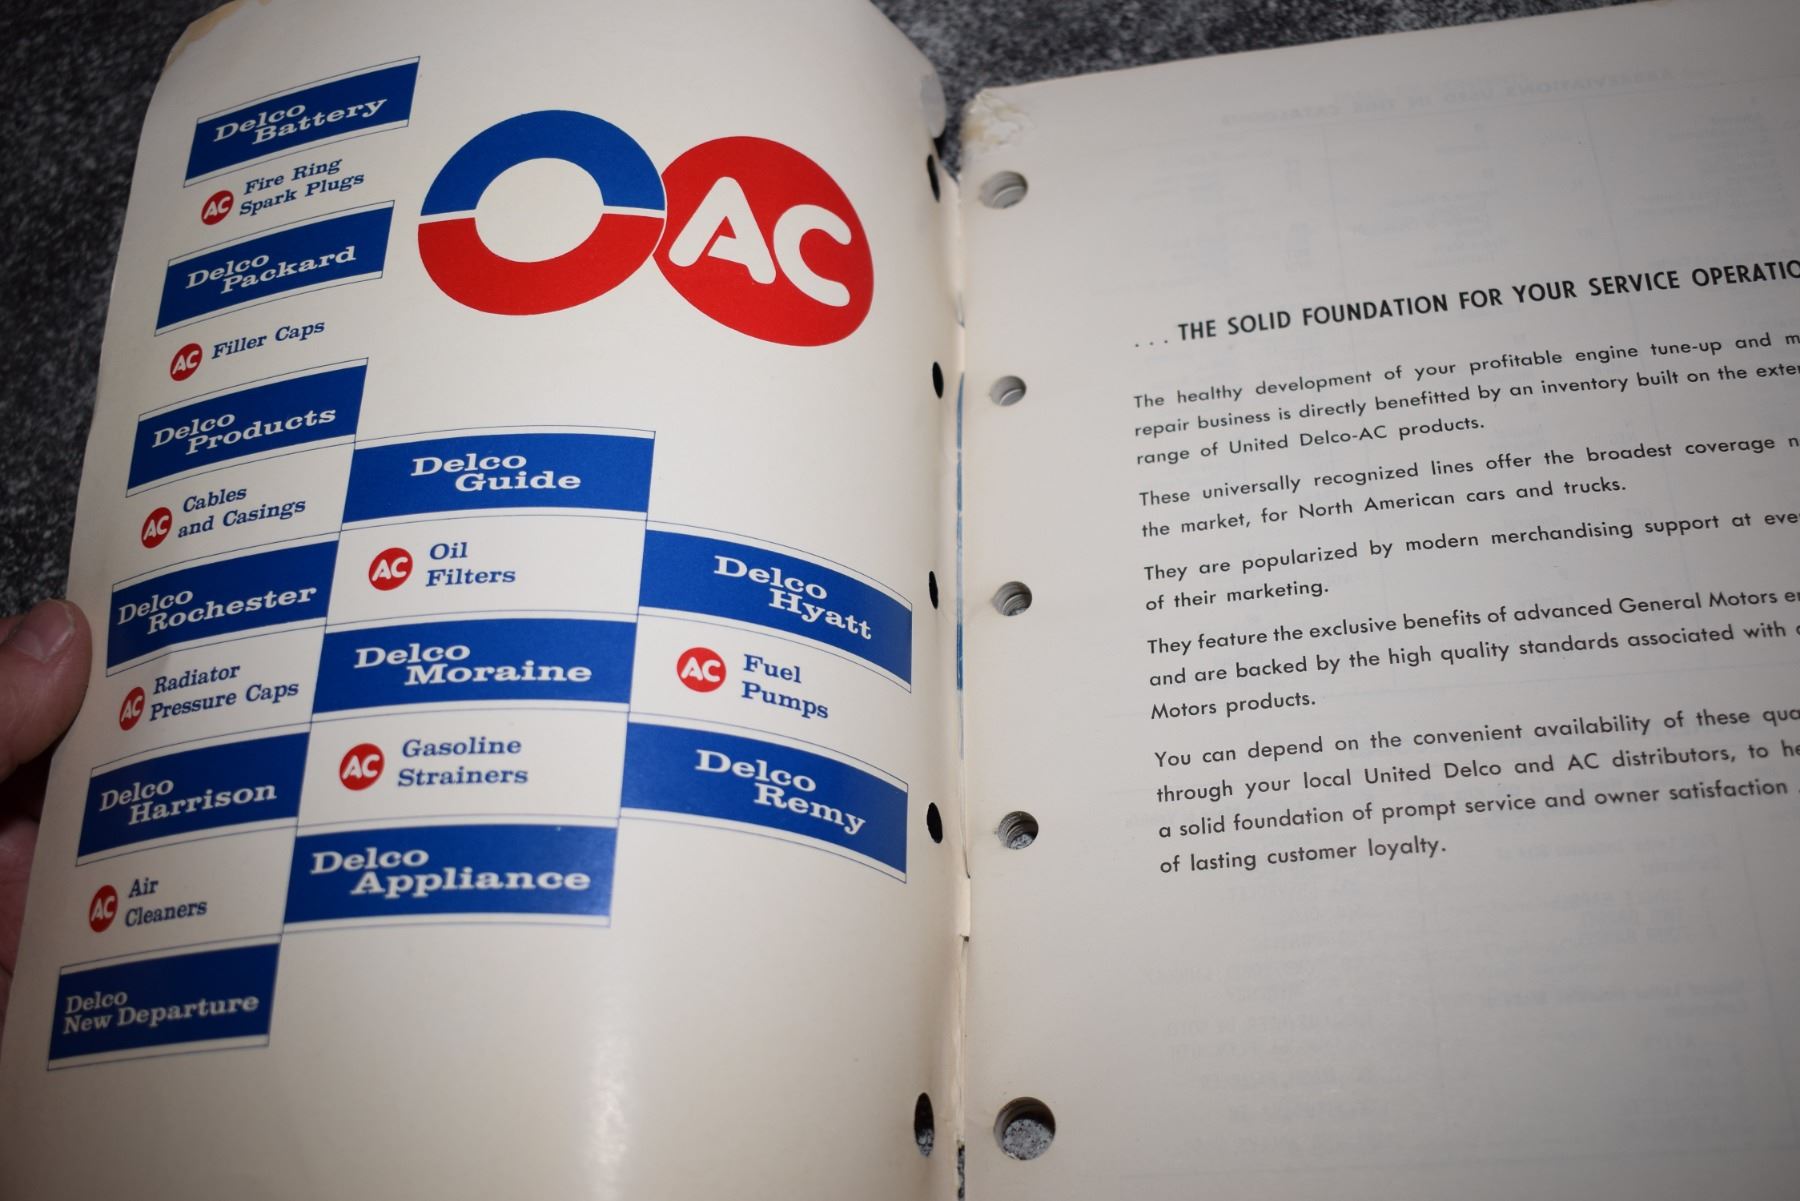 Delco
Battery
AC
Fire Ring
Spark Plugs
Delco
Packard
AC
Filler Caps
Delco
Products
AC
Cables
and Casings
Delco
Rochester
AC
Radiator
Pressure Caps
Delco
Harrison
AC
Air
Cleaners
Delco
New Departure
AC
Delco
Guide
AC
Oil
Filters
Delco
Moraine
AC
Gasoline
Strainers
Delco
Appliance
Delco
Hyatt
AC
Fuel
Pumps
Delco
Remy
ABBREVIATIONS USED IN THIS CATALOGUE
. . . THE SOLID FOUNDATION FOR YOUR SERVICE OPERATIO
The healthy development of your profitable engine tune-up and m
repair business is directly benefitted by an inventory built on the exte
range of United Delco-AC products.
These universally recognized lines offer the broadest coverage
the market, for North American cars and trucks.
They are popularized by modern merchandising support at eve
of their marketing.
They feature the exclusive benefits of advanced General Motors e
and are backed by the high quality standards associated with
Motors products.
You can depend on the convenient availability of these qua
through your local United Delco and AC distributors, to he
a solid foundation of prompt service and owner satisfaction
of lasting customer loyalty.